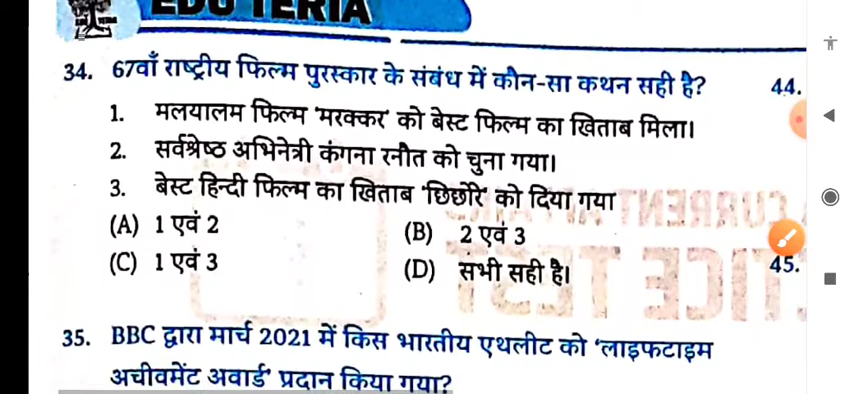 EDU TERIA
34. 67वाँ राष्ट्रीय फिल्म पुरस्कार के संबंध में कौन-सा कथन सही है? 44.
1. मलयालम फिल्म 'मरक्कर' को बेस्ट फिल्म का खिताब मिला।
2. सर्वश्रेष्ठ अभिनेत्री कंगना रनौत को चुना गया।
3. बेस्ट हिन्दी फिल्म का खिताब 'छिछोरे' को दिया गया
(A) 1 एवं 2 (B) 2 एवं 3
(C) 1 एवं 3 (D) सभी सही है। 45.
35. BBC द्वारा मार्च 2021 में किस भारतीय एथलीट को 'लाइफटाइम
अचीवमेंट अवार्ड' प्रदान किया गया?